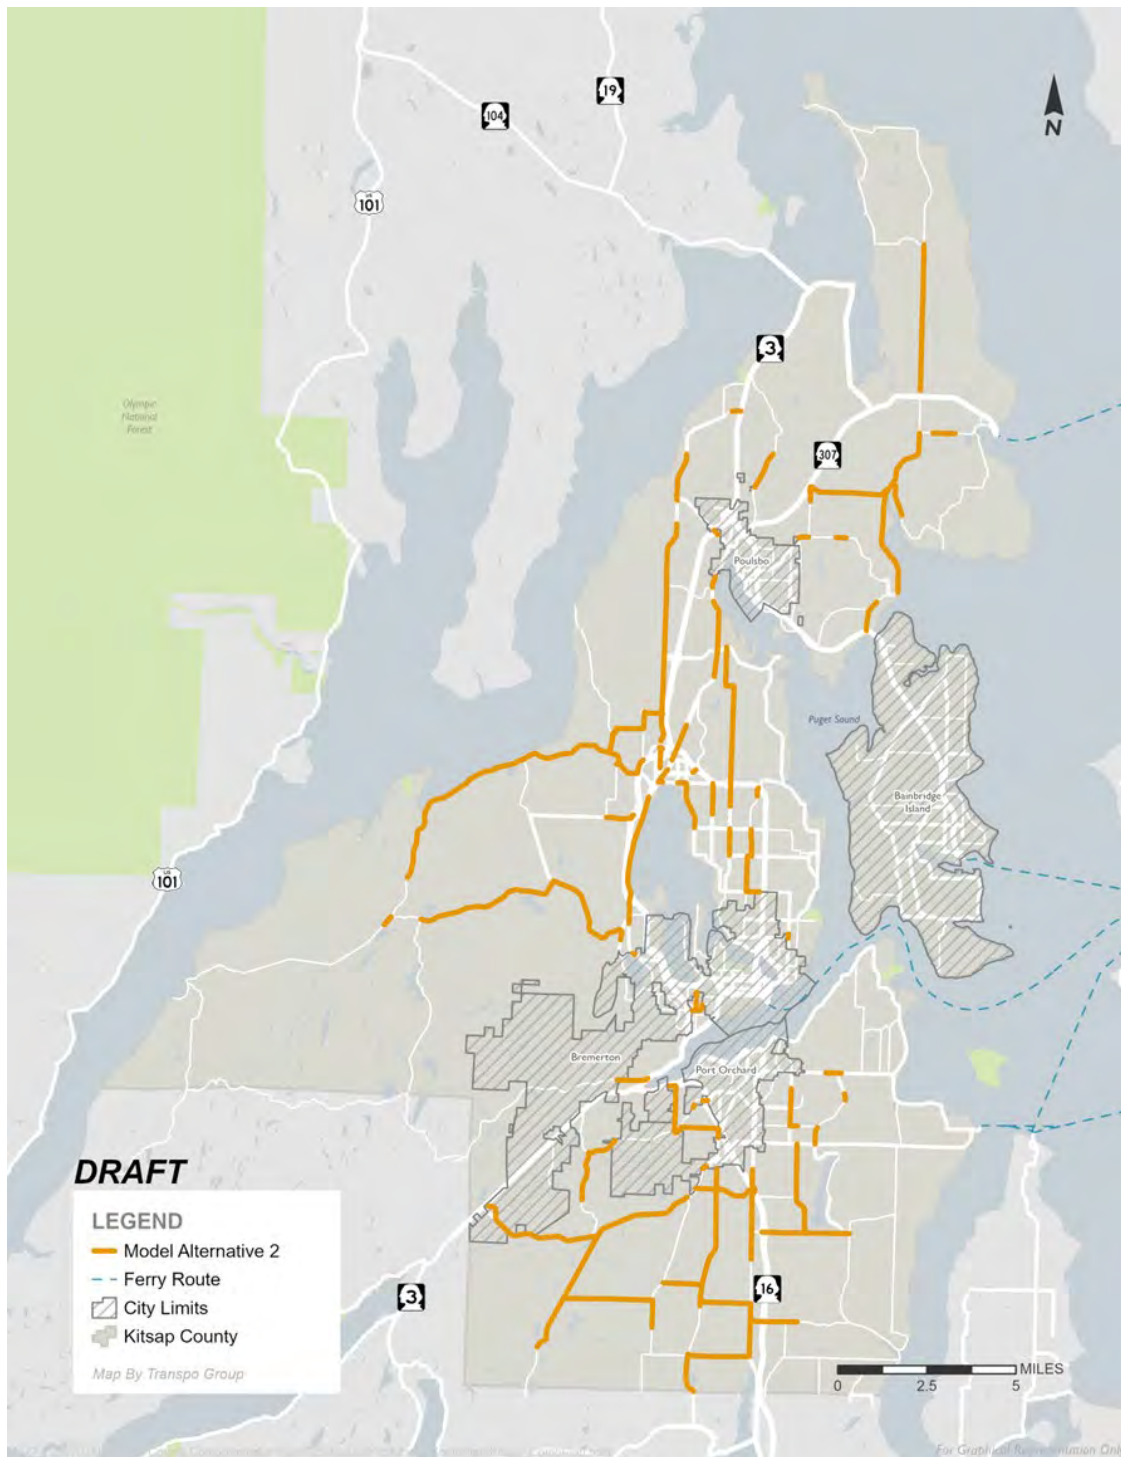 19
104
N
US
101
3
Olympic
National
Forest
307
Poulsbo
Puget Sound
Bainbridge
Island
US
101
Bremerton
Port Orchard
DRAFT
LEGEND
Model Alternative 2
Ferry Route
City Limits
Kitsap County
Map By Transpo Group
3
16
MILES
0 2.5 5
For Graphical Representation Only